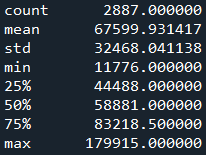 count 2887.000000
mean 67599.931417
std 32468.041138
min 11776.000000
25% 44488.000000
50% 58881.000000
75% 83218.500000
max 179915.000000